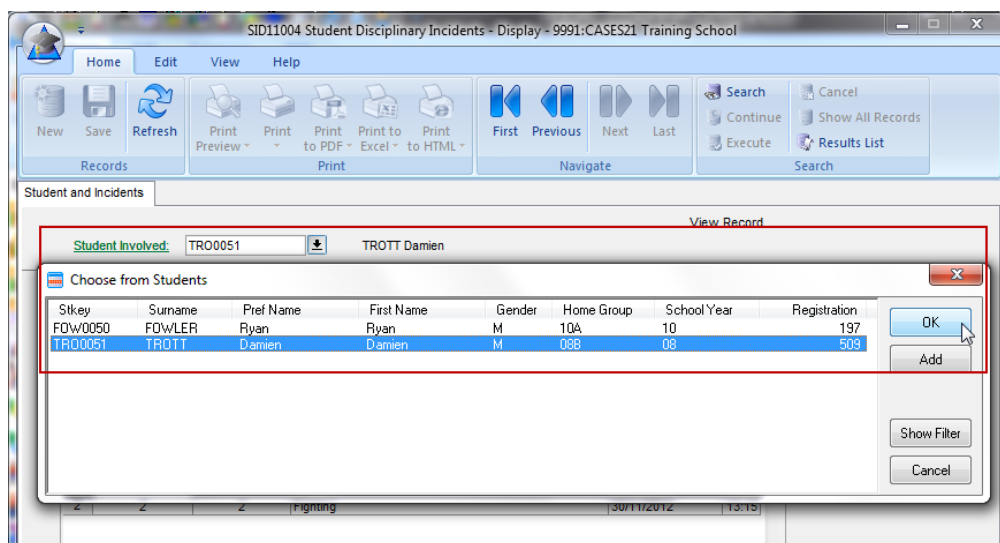 SID11004 Student Disciplinary Incidents - Display - 9991:CASES21 Training School
Home Edit View Help
New Save Refresh Print Preview Print Print to PDF Print to Excel Print to HTML First Previous Next Last Search Cancel
Continue Show All Records
Execute Results List
Records Print Navigate Search
Student and Incidents
View Record
Student Involved: TRO0051 TROTT Damien
Choose from Students
Stkey Surname Pref Name First Name Gender Home Group School Year Registration
FOW0050 FOWLER Ryan Ryan M 10A 10 197
TRO0051 TROTT Damien Damien M 08B 08 509
OK
Add
Show Filter
Cancel
2 2 2 Fighting 30/11/2012 13:15